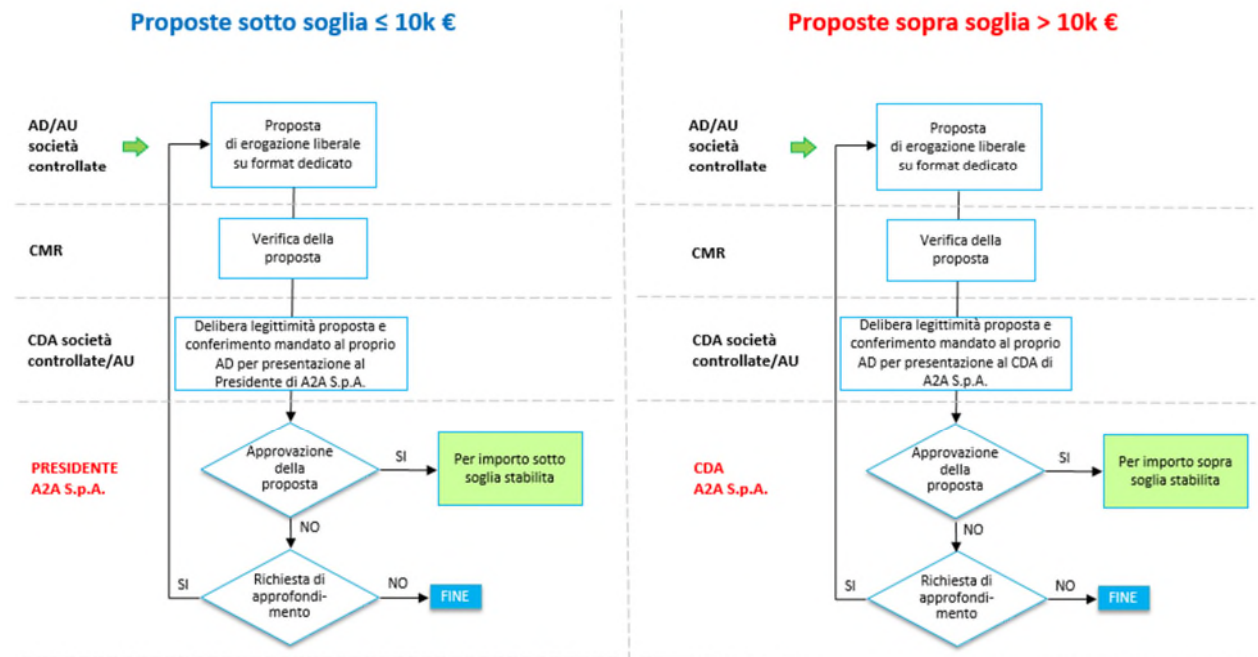 Proposte sotto soglia ≤ 10k €
AD/AU
società
controllate
Proposta
di erogazione liberale
su format dedicato
CMR
Verifica della
proposta
CDA società
controllate/AU
Delibera legittimità proposta e
conferimento mandato al proprio
AD per presentazione al
Presidente di A2A S.p.A.
PRESIDENTE
A2A S.p.A.
Approvazione
della
proposta
SI
Per importo sotto
soglia stabilita
NO
SI
Richiesta di
approfondi-
mento
NO
FINE
Proposte sopra soglia > 10k €
AD/AU
società
controllate
Proposta
di erogazione liberale
su format dedicato
CMR
Verifica della
proposta
CDA società
controllate/AU
Delibera legittimità proposta e
conferimento mandato al proprio
AD per presentazione al CDA di
A2A S.p.A.
CDA
A2A S.p.A.
Approvazione
della
proposta
SI
Per importo sopra
soglia stabilita
NO
SI
Richiesta di
approfondi-
mento
NO
FINE